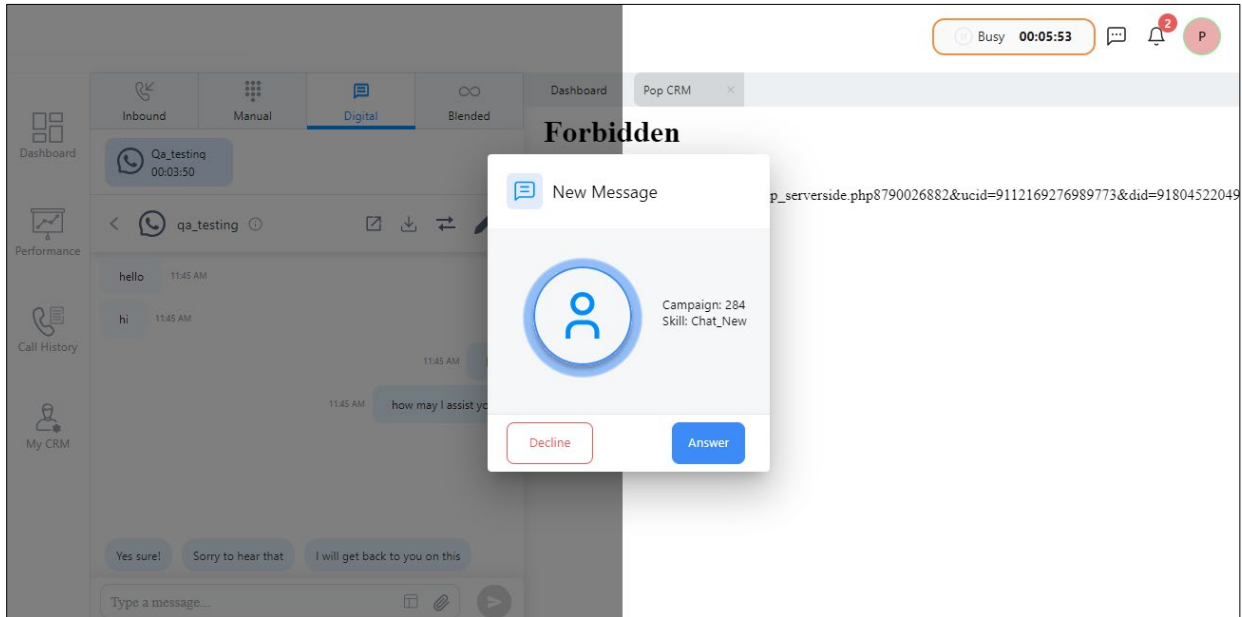 Busy 00:05:53
2
P
Inbound
Manual
Digital
Blended
Dashboard
Pop CRM
Dashboard
Performance
Call History
My CRM
Qa_testing
00:03:50
qa_testing
hello 11:45 AM
hi 11:45 AM
11:45 AM
11:45 AM how may I assist
Yes sure!
Sorry to hear that
I will get back to you on this
Type a message...
Forbidden
p_serverside.php8790026882&ucid=9112169276989773&did=91804522049
New Message
Campaign: 284
Skill: Chat_New
Decline
Answer